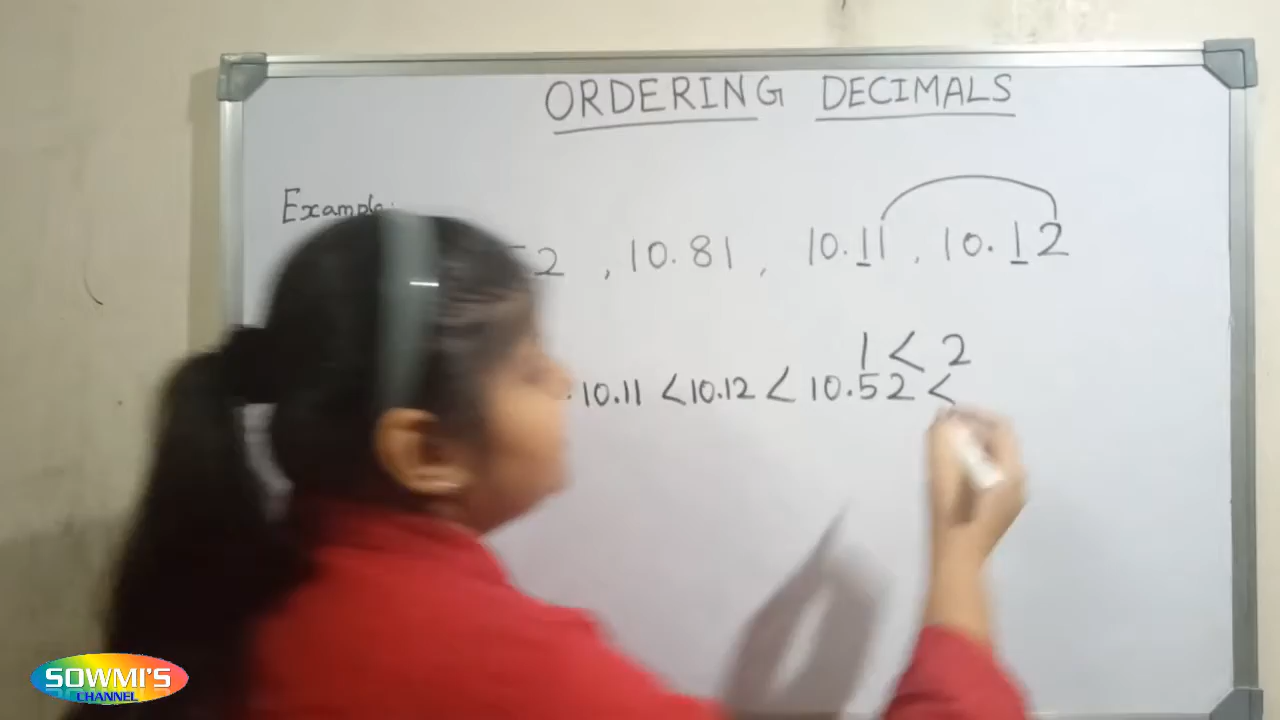 ORDERING DECIMALS
Example:
52 , 10.81 , 10.11 , 10.12
1 < 2
10.11 < 10.12 < 10.52 <
SOWMI'S
CHANNEL